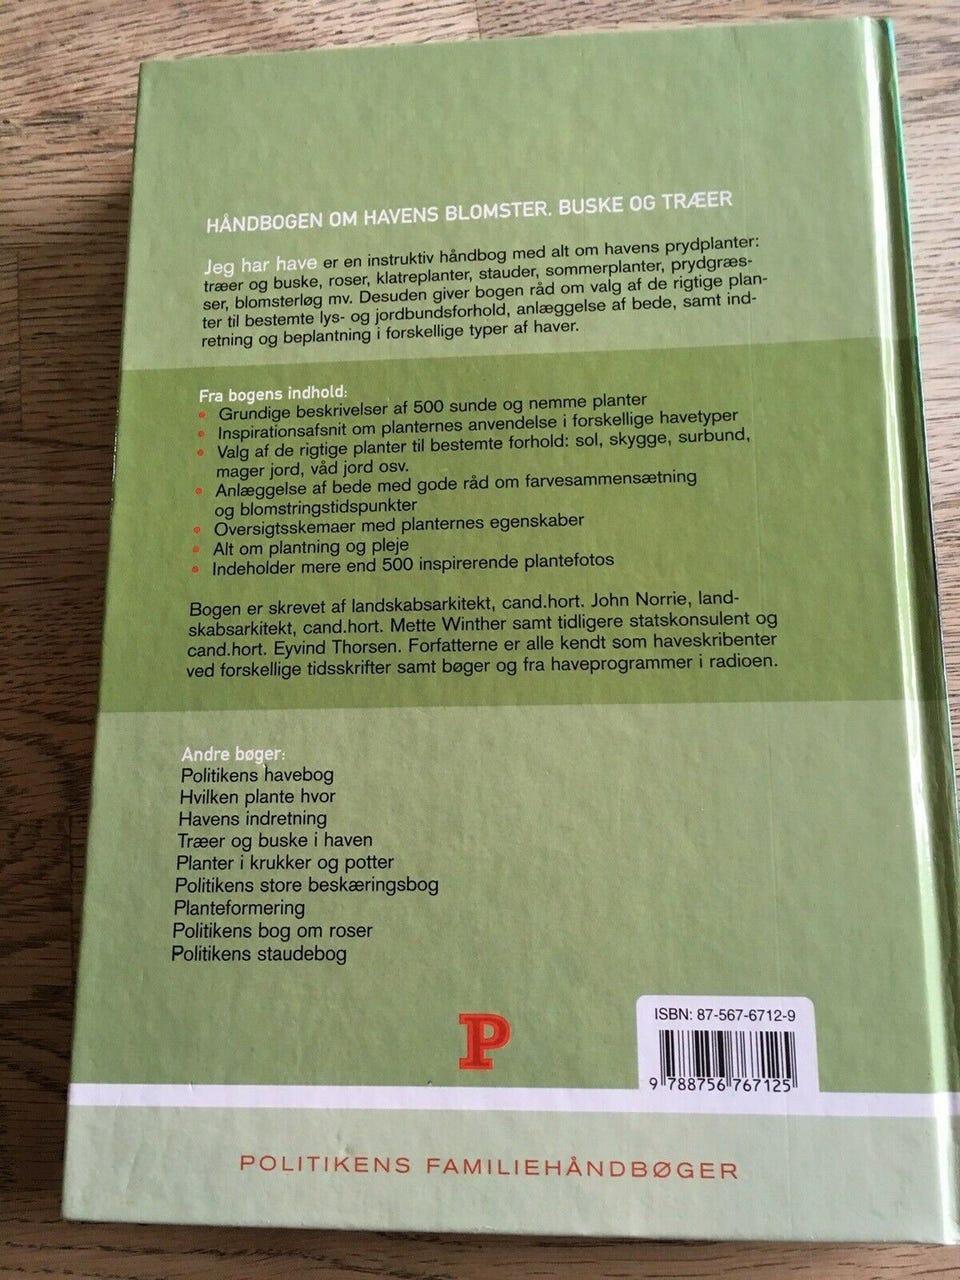 HÅNDBOGEN OM HAVENS BLOMSTER. BUSKE OG TRÆER
Jeg har have er en instruktiv håndbog med alt om havens prydplanter:
træer og buske, roser, klatreplanter, stauder, sommerplanter, prydgræs-
ser, blomsterløg mv. Desuden giver bogen råd om valg af de rigtige plan-
ter til bestemte lys- og jordbundsforhold, anlæggelse af bede, samt ind-
retning og beplantning i forskellige typer af haver.
Fra bogens indhold:
• Grundige beskrivelser af 500 sunde og nemme planter
• Inspirationsafsnit om planternes anvendelse i forskellige havetyper
• Valg af de rigtige planter til bestemte forhold: sol, skygge, surbund,
mager jord, våd jord osv.
• Anlæggelse af bede med gode råd om farvesammensætning
og blomstringstidspunkter
• Oversigtsskemaer med planternes egenskaber
• Alt om plantning og pleje
• Indeholder mere end 500 inspirerende plantefotos
Bogen er skrevet af landskabsarkitekt, cand.hort. John Norrie, land-
skabsarkitekt, cand.hort. Mette Winther samt tidligere statskonsulent og
cand.hort. Eyvind Thorsen. Forfatterne er alle kendt som haveskribenter
ved forskellige tidsskrifter samt bøger og fra haveprogrammer i radioen.
Andre bøger:
Politikens havebog
Hvilken plante hvor
Havens indretning
Træer og buske i haven
Planter i krukker og potter
Politikens store beskæringsbog
Planteformering
Politikens bog om roser
Politikens staudebog
P
ISBN: 87-567-6712-9
9 788756 767125
POLITIKENS FAMILIEHÅNDBØGER